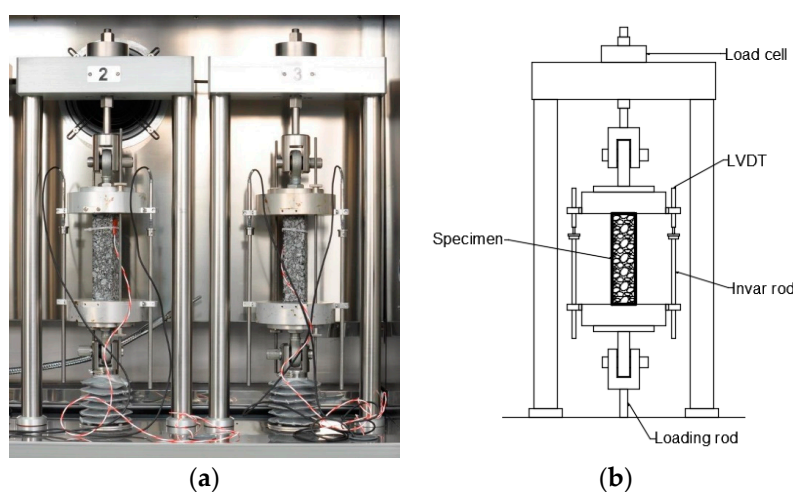 2
3
Load cell
LVDT
Specimen
Invar rod
Loading rod
(a)
(b)